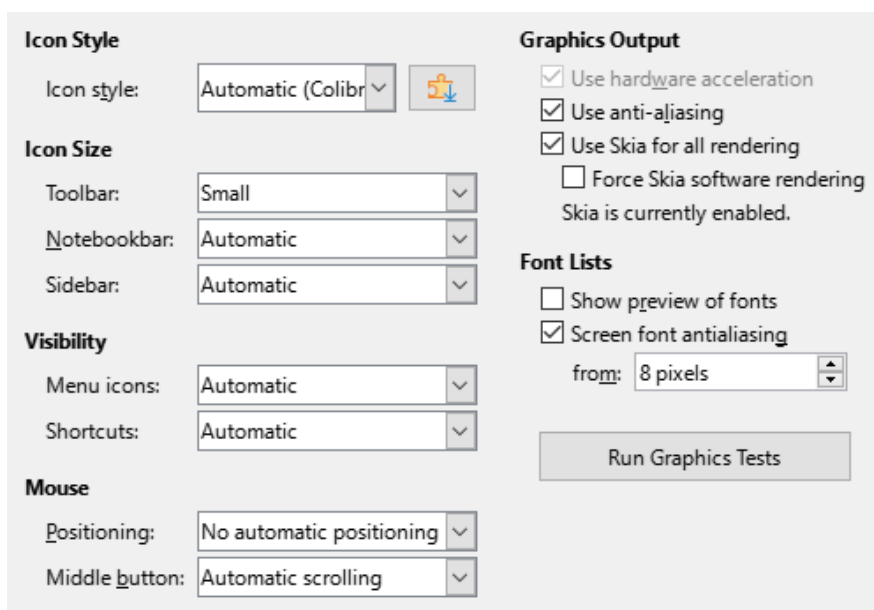 Icon Style
Icon style:
Automatic (Colibr
Icon Size
Toolbar:
Small
Notebookbar:
Automatic
Sidebar:
Automatic
Visibility
Menu icons:
Automatic
Shortcuts:
Automatic
Mouse
Positioning:
No automatic positioning
Middle button:
Automatic scrolling
Graphics Output
Use hardware acceleration
Use anti-aliasing
Use Skia for all rendering
Force Skia software rendering
Skia is currently enabled.
Font Lists
Show preview of fonts
Screen font antialiasing
from:
8 pixels
Run Graphics Tests